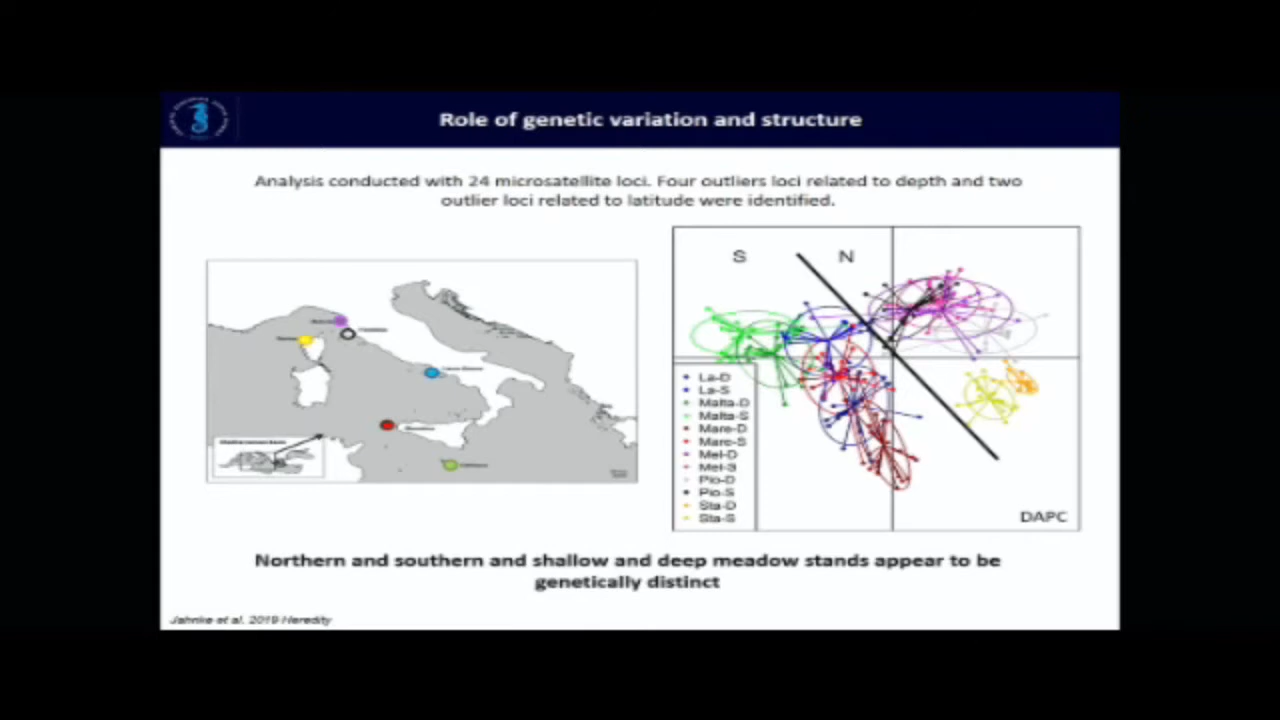 Role of genetic variation and structure
Analysis conducted with 24 microsatellite loci. Four outliers loci related to depth and two
outlier loci related to latitude were identified.
S
N
La-D
La-S
Malta-D
Malta-S
Mare-D
Mare-S
Mel-D
Mel-S
Pio-D
Pio-S
Sta-D
Sta-S
DAPC
Northern and southern and shallow and deep meadow stands appear to be
genetically distinct
Jahnke et al. 2019 Heredity